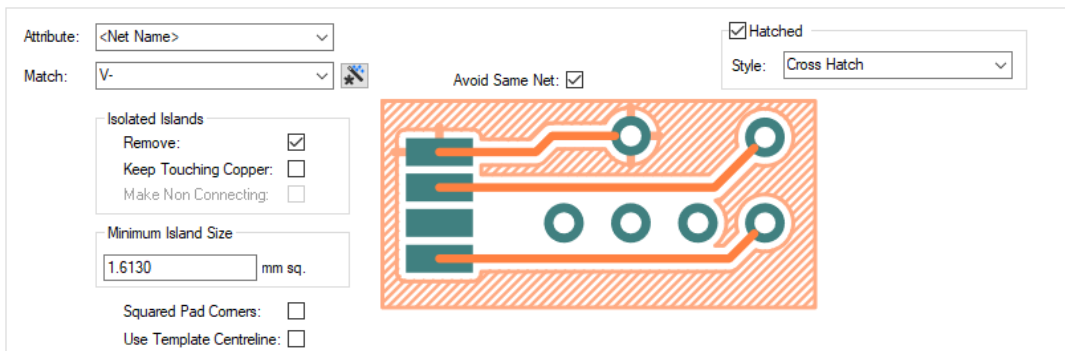 Attribute: <Net Name>
Match: V-
Avoid Same Net:
Hatched
Style: Cross Hatch
Isolated Islands
Remove:
Keep Touching Copper:
Make Non Connecting:
Minimum Island Size
1.6130 mm sq.
Squared Pad Corners:
Use Template Centreline: